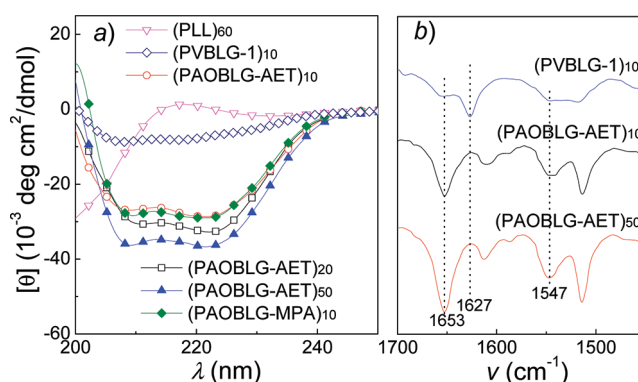 a)
(PLL)60
(PVBLG-1)10
(PAOBLG-AET)10
(PAOBLG-AET)20
(PAOBLG-AET)50
(PAOBLG-MPA)10
[θ] (10⁻³ deg cm²/dmol)
20
0
-20
-40
-60
200 220 240
λ (nm)
b)
(PVBLG-1)10
(PAOBLG-AET)10
(PAOBLG-AET)50
1653 1627 1547
1700 1600 1500
ν (cm⁻¹)